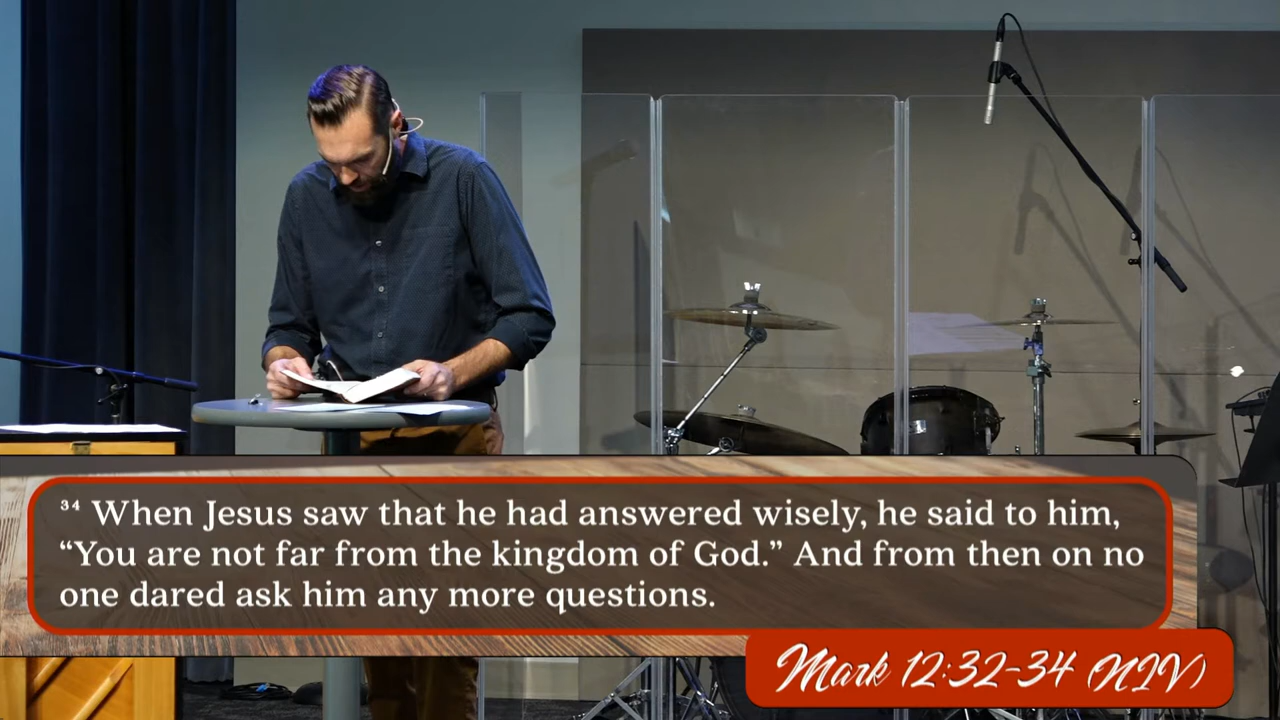 ³⁴ When Jesus saw that he had answered wisely, he said to him,
“You are not far from the kingdom of God.” And from then on no
one dared ask him any more questions.
Mark 12:32-34 (NIV)